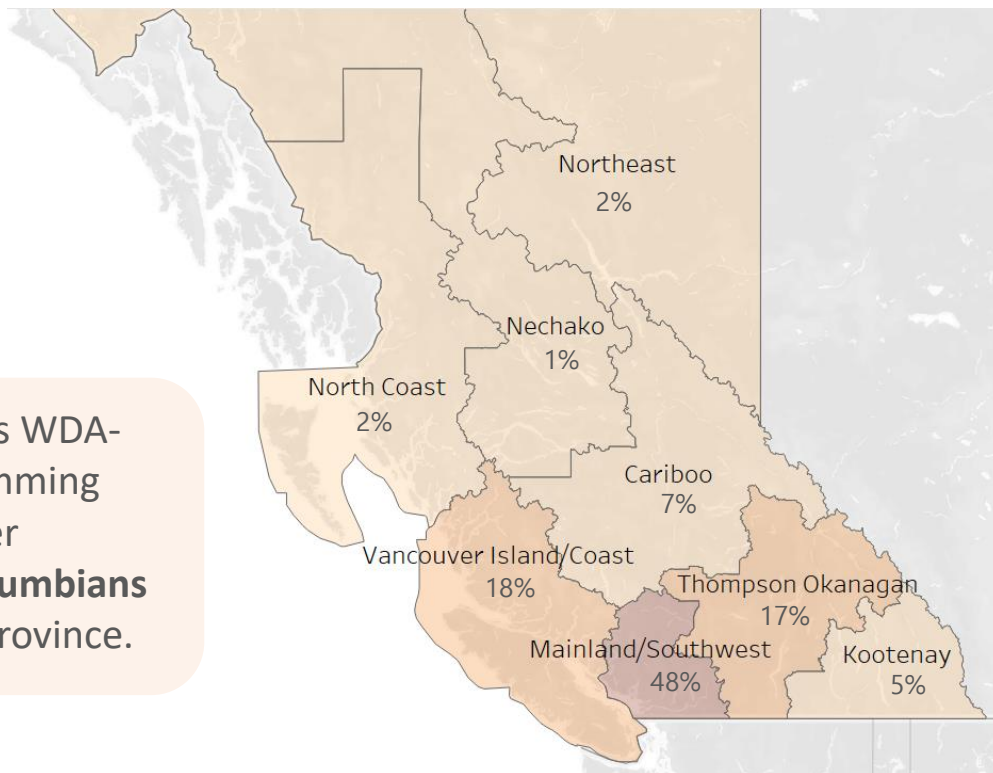 Northeast
2%
Nechako
1%
North Coast
2%
Cariboo
7%
Vancouver Island/Coast
18%
Thompson Okanagan
17%
Mainland/Southwest
48%
Kootenay
5%
s WDA-
nming
er
umbians
rovince.